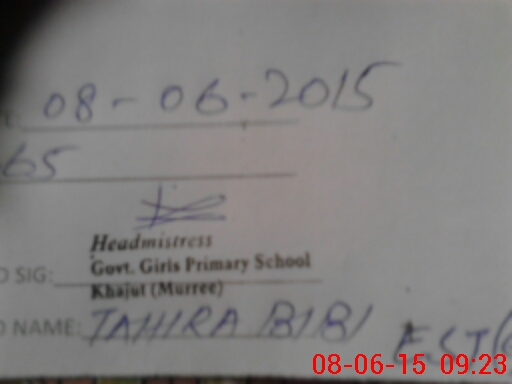 08-06-2015
65
Headmistress
Govt. Girls Primary School
SIG:
Khajut (Murree)
NAME: TAHIRA BIBI EST(
08-06-15 09:23